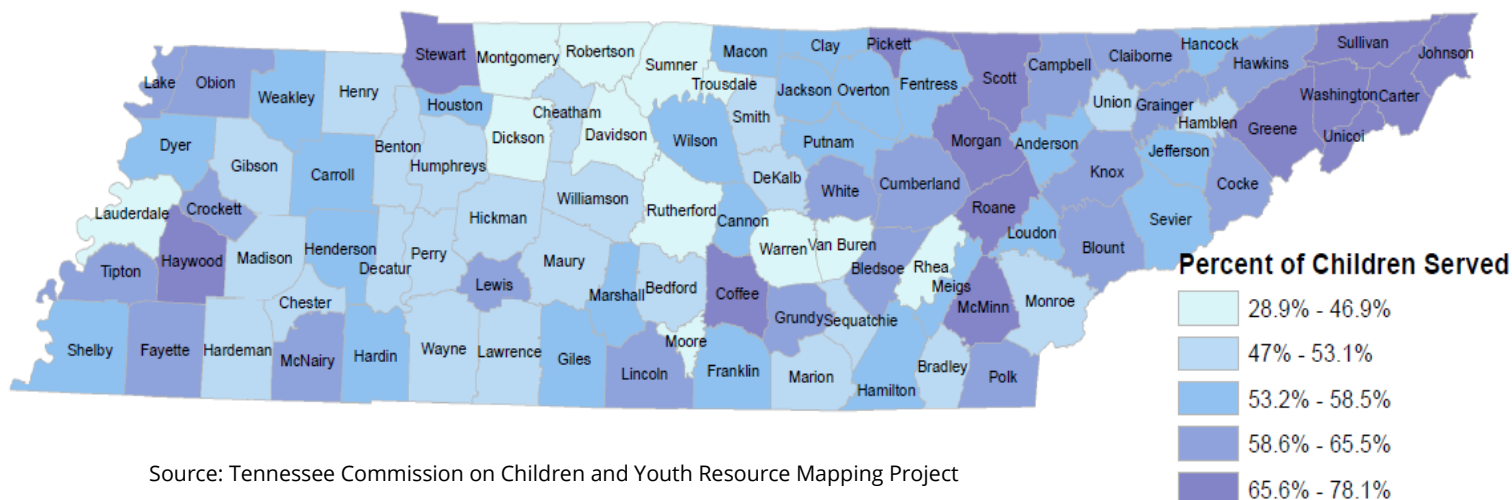 Stewart
Montgomery
Robertson
Sumner
Macon
Clay
Pickett
Scott
Campbell
Claiborne
Hancock
Hawkins
Sullivan
Johnson
Lake
Obion
Weakley
Henry
Houston
Cheatham
Trousdale
Jackson
Overton
Fentress
Union
Grainger
Hamblen
Washington
Carter
Greene
Unicoi
Dyer
Gibson
Carroll
Benton
Humphreys
Dickson
Davidson
Wilson
Smith
Putnam
Morgan
Anderson
Knox
Jefferson
Cocke
Lauderdale
Crockett
Hickman
Williamson
Rutherford
Cannon
DeKalb
White
Cumberland
Roane
Loudon
Blount
Sevier
Tipton
Haywood
Madison
Henderson
Decatur
Perry
Lewis
Maury
Marshall
Bedford
Coffee
Warren
Van Buren
Bledsoe
Rhea
Meigs
McMinn
Monroe
Shelby
Fayette
Hardeman
Chester
McNairy
Hardin
Wayne
Lawrence
Giles
Lincoln
Moore
Franklin
Grundy
Sequatchie
Marion
Hamilton
Bradley
Polk
Percent of Children Served
28.9% - 46.9%
47% - 53.1%
53.2% - 58.5%
58.6% - 65.5%
65.6% - 78.1%
Source: Tennessee Commission on Children and Youth Resource Mapping Project